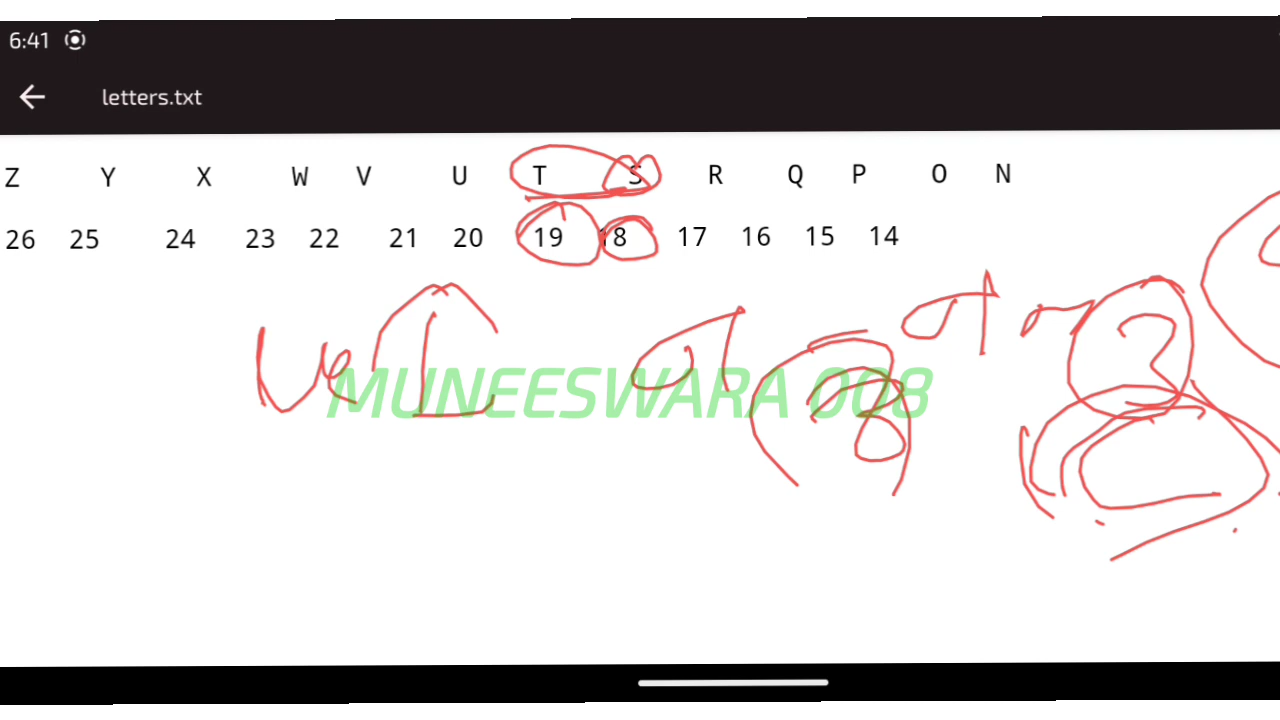 6:41
letters.txt
Z Y X W V U T S R Q P O N
26 25 24 23 22 21 20 19 18 17 16 15 14
MUNEESWARA 008